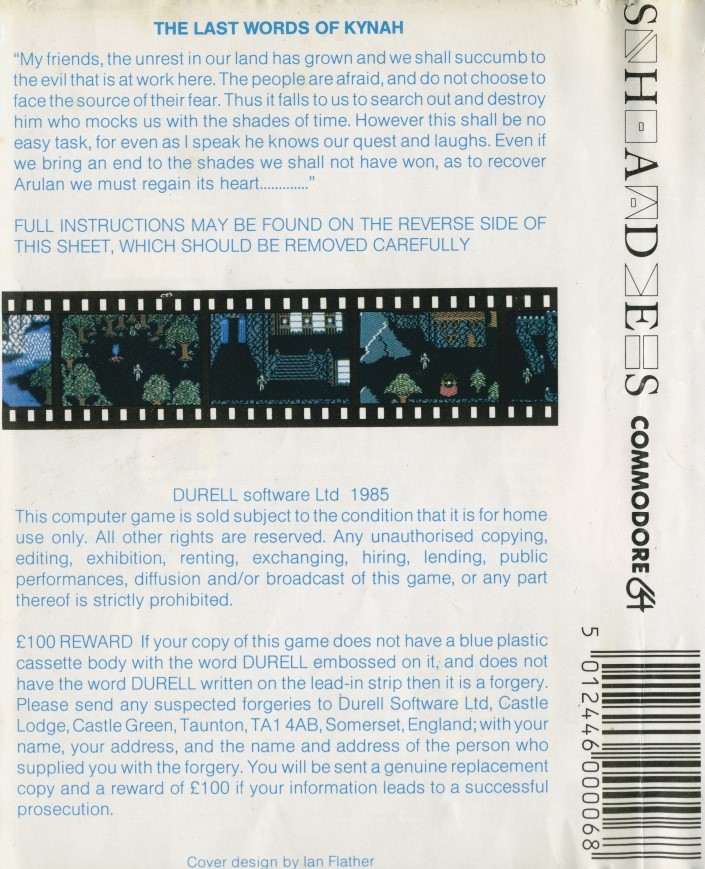 THE LAST WORDS OF KYNAH
“My friends, the unrest in our land has grown and we shall succumb to
the evil that is at work here. The people are afraid, and do not choose to
face the source of their fear. Thus it falls to us to search out and destroy
him who mocks us with the shades of time. However this shall be no
easy task, for even as I speak he knows our quest and laughs. Even if
we bring an end to the shades we shall not have won, as to recover
Arulan we must regain its heart.............”
FULL INSTRUCTIONS MAY BE FOUND ON THE REVERSE SIDE OF
THIS SHEET, WHICH SHOULD BE REMOVED CAREFULLY
DURELL software Ltd 1985
This computer game is sold subject to the condition that it is for home
use only. All other rights are reserved. Any unauthorised copying,
editing, exhibition, renting, exchanging, hiring, lending, public
performances, diffusion and/or broadcast of this game, or any part
thereof is strictly prohibited.
£100 REWARD If your copy of this game does not have a blue plastic
cassette body with the word DURELL embossed on it, and does not
have the word DURELL written on the lead-in strip then it is a forgery.
Please send any suspected forgeries to Durell Software Ltd, Castle
Lodge, Castle Green, Taunton, TA1 4AB, Somerset, England; with your
name, your address, and the name and address of the person who
supplied you with the forgery. You will be sent a genuine replacement
copy and a reward of £100 if your information leads to a successful
prosecution.
Cover design by Ian Flather
SHADES
COMMODORE 64
5 012446 000068